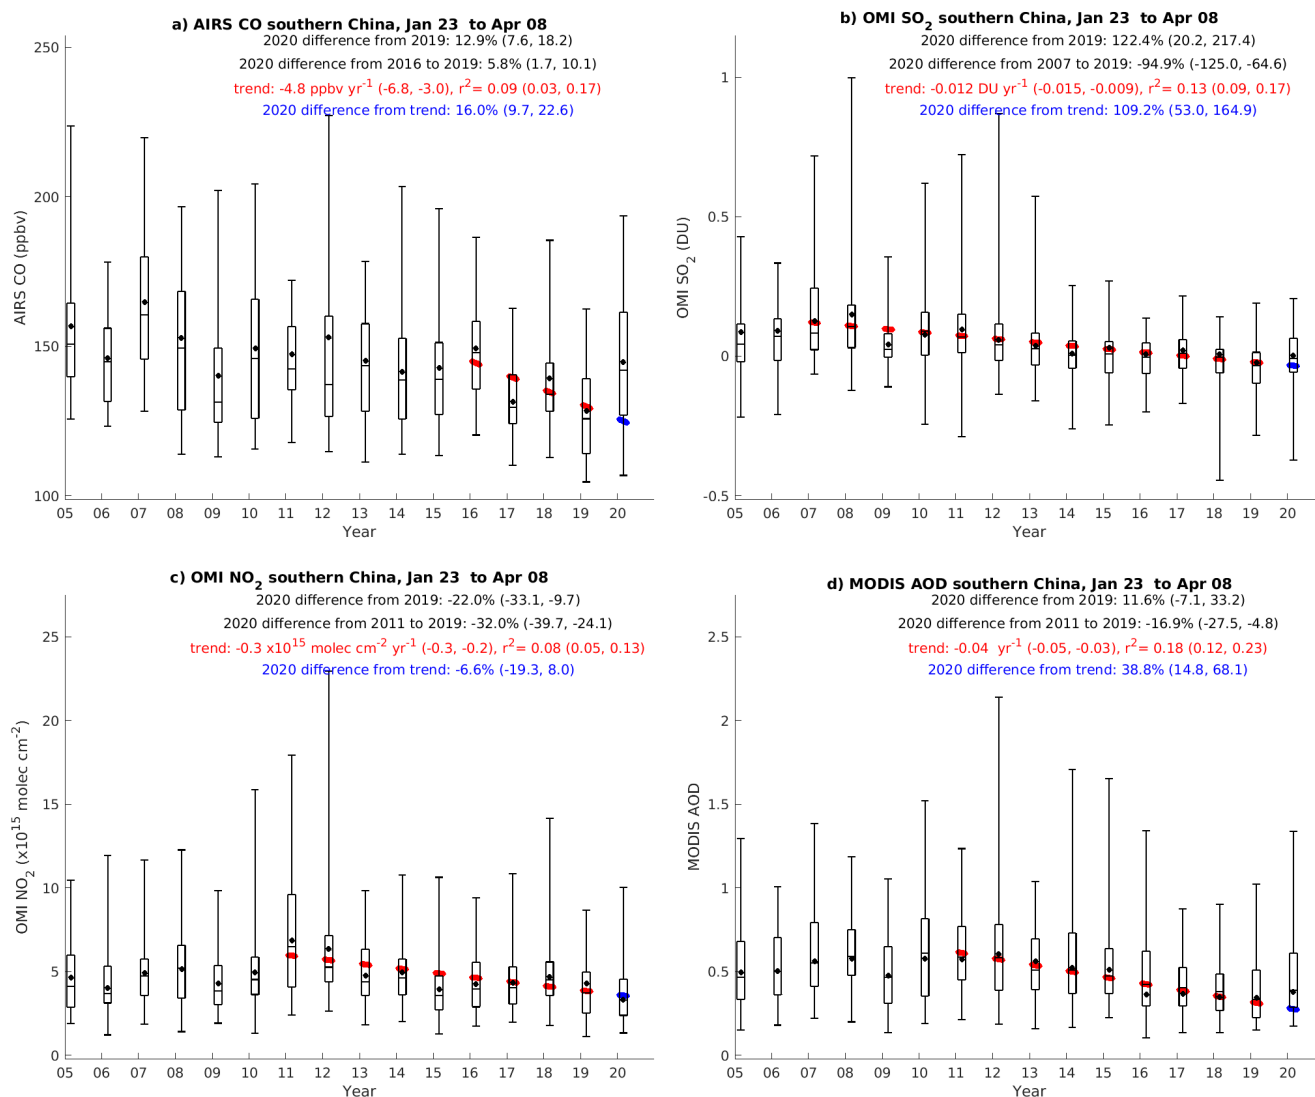 a) AIRS CO southern China, Jan 23 to Apr 08
2020 difference from 2019: 12.9% (7.6, 18.2)
2020 difference from 2016 to 2019: 5.8% (1.7, 10.1)
trend: -4.8 ppbv yr⁻¹ (-6.8, -3.0), r²= 0.09 (0.03, 0.17)
2020 difference from trend: 16.0% (9.7, 22.6)
250
200
150
100
AIRS CO (ppbv)
05 06 07 08 09 10 11 12 13 14 15 16 17 18 19 20
Year
b) OMI SO₂ southern China, Jan 23 to Apr 08
2020 difference from 2019: 122.4% (20.2, 217.4)
2020 difference from 2007 to 2019: -94.9% (-125.0, -64.6)
trend: -0.012 DU yr⁻¹ (-0.015, -0.009), r²= 0.13 (0.09, 0.17)
2020 difference from trend: 109.2% (53.0, 164.9)
1
0.5
0
-0.5
OMI SO₂ (DU)
05 06 07 08 09 10 11 12 13 14 15 16 17 18 19 20
Year
c) OMI NO₂ southern China, Jan 23 to Apr 08
2020 difference from 2019: -22.0% (-33.1, -9.7)
2020 difference from 2011 to 2019: -32.0% (-39.7, -24.1)
trend: -0.3 x10¹⁵ molec cm⁻² yr⁻¹ (-0.3, -0.2), r²= 0.08 (0.05, 0.13)
2020 difference from trend: -6.6% (-19.3, 8.0)
25
20
15
10
5
0
OMI NO₂ (x10¹⁵ molec cm⁻²)
05 06 07 08 09 10 11 12 13 14 15 16 17 18 19 20
Year
d) MODIS AOD southern China, Jan 23 to Apr 08
2020 difference from 2019: 11.6% (-7.1, 33.2)
2020 difference from 2011 to 2019: -16.9% (-27.5, -4.8)
trend: -0.04 yr⁻¹ (-0.05, -0.03), r²= 0.18 (0.12, 0.23)
2020 difference from trend: 38.8% (14.8, 68.1)
2.5
2
1.5
1
0.5
0
MODIS AOD
05 06 07 08 09 10 11 12 13 14 15 16 17 18 19 20
Year